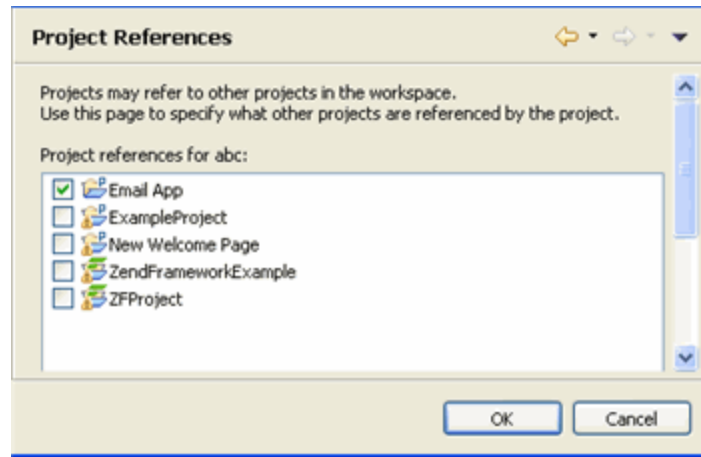 Project References
Projects may refer to other projects in the workspace.
Use this page to specify what other projects are referenced by the project.
Project references for abc:
Email App
ExampleProject
New Welcome Page
ZendFrameworkExample
ZFProject
OK Cancel